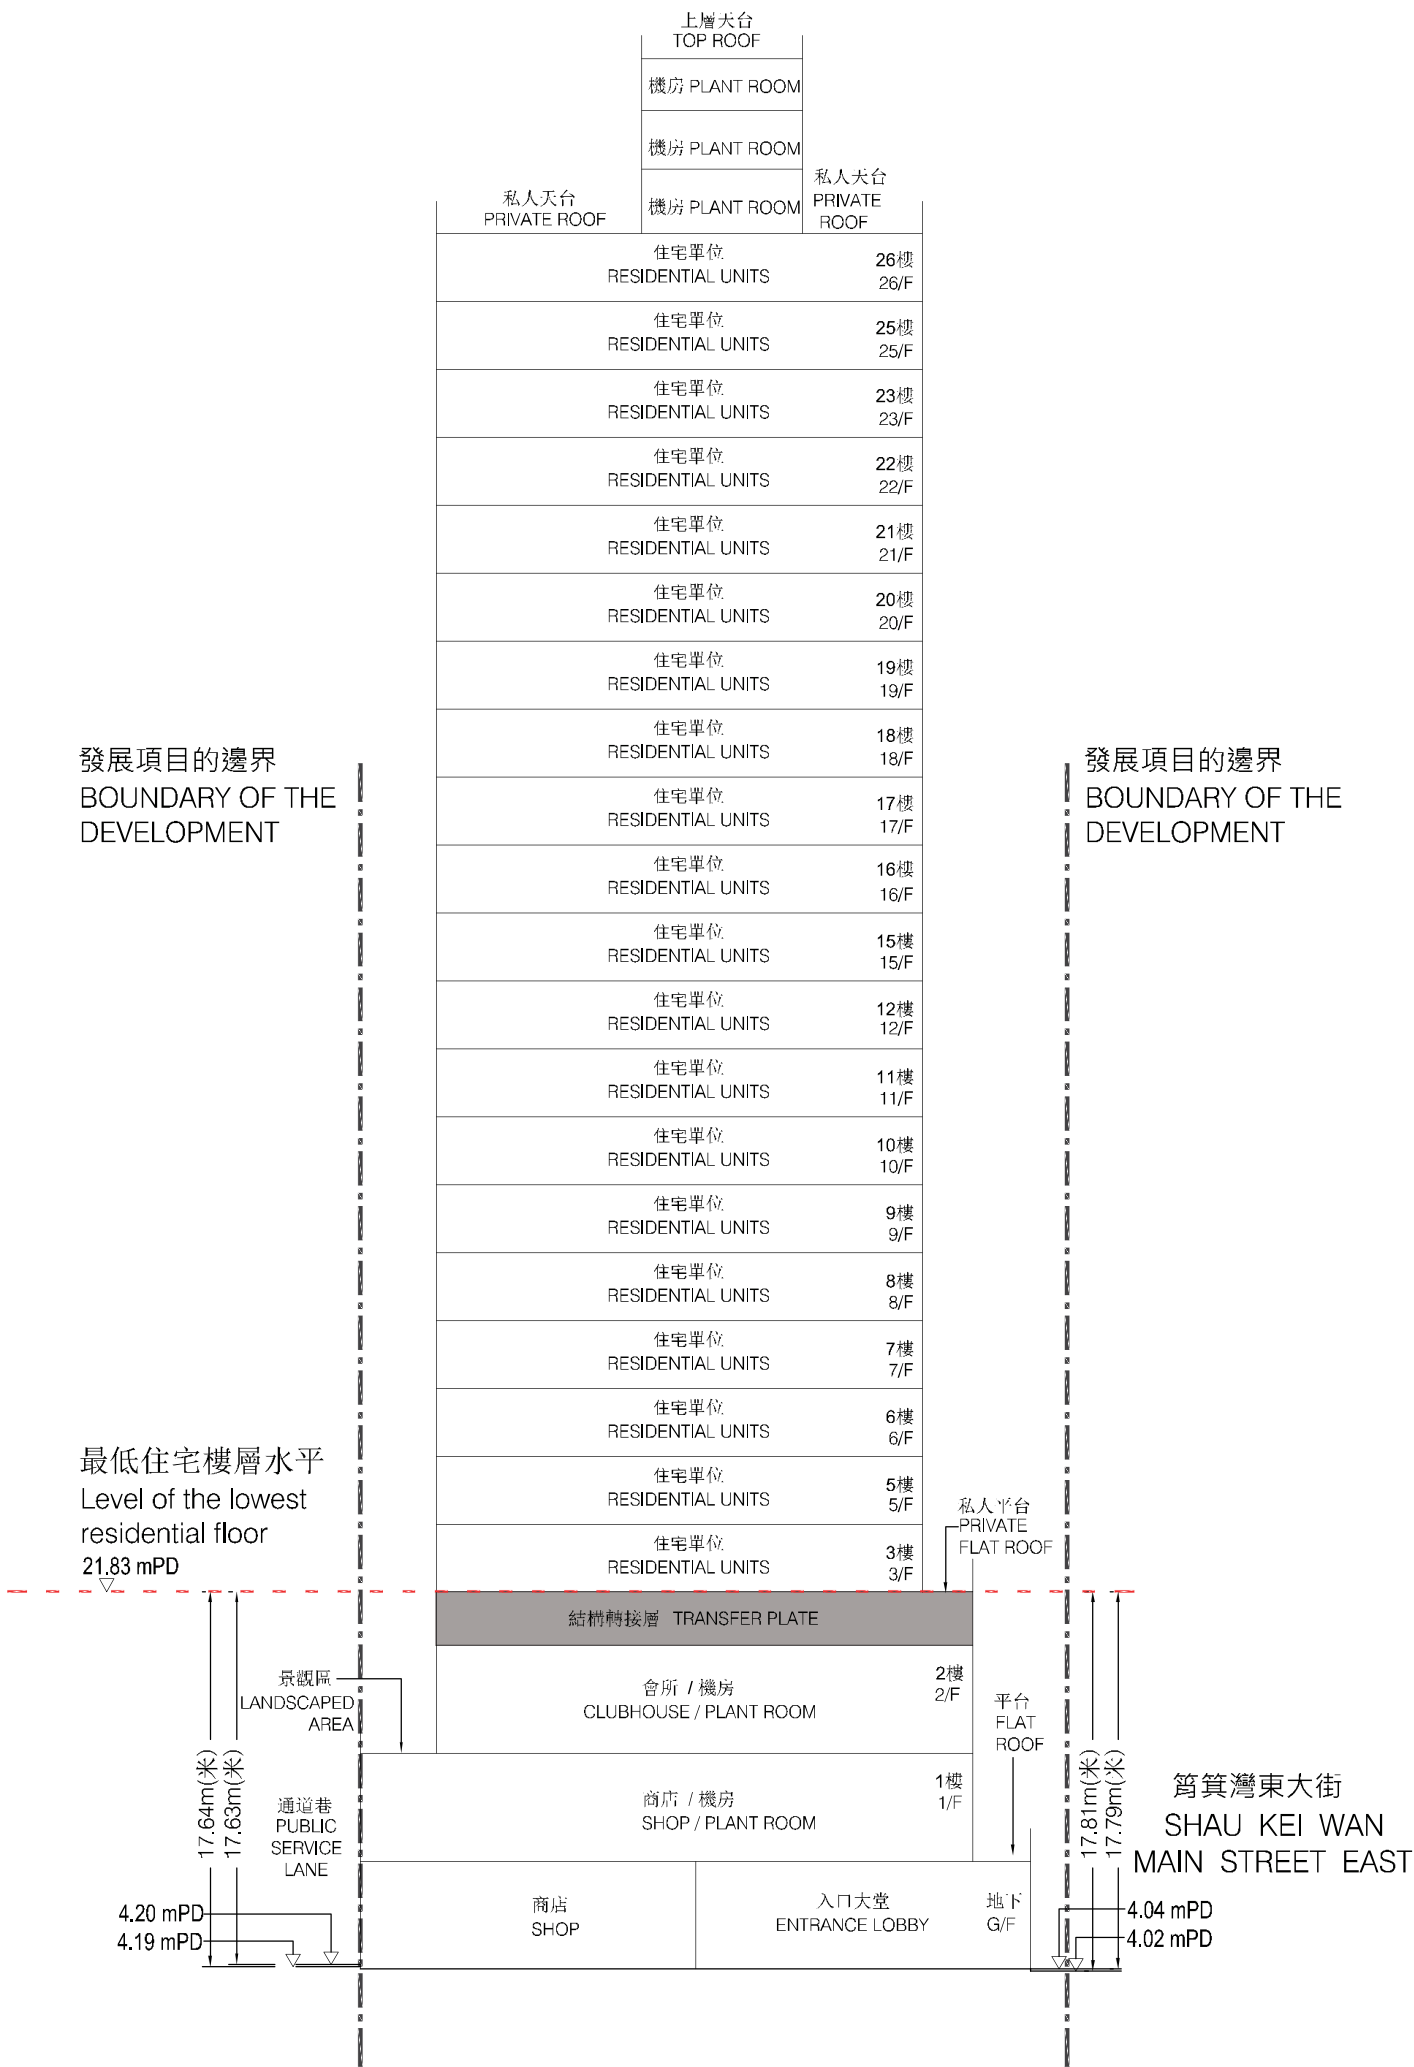 上層天台
TOP ROOF
機房 PLANT ROOM
機房 PLANT ROOM
私人天台
PRIVATE ROOF
機房 PLANT ROOM
私人天台
PRIVATE
ROOF
住宅單位
RESIDENTIAL UNITS
26樓
26/F
住宅單位
RESIDENTIAL UNITS
25樓
25/F
住宅單位
RESIDENTIAL UNITS
23樓
23/F
住宅單位
RESIDENTIAL UNITS
22樓
22/F
住宅單位
RESIDENTIAL UNITS
21樓
21/F
住宅單位
RESIDENTIAL UNITS
20樓
20/F
住宅單位
RESIDENTIAL UNITS
19樓
19/F
住宅單位
RESIDENTIAL UNITS
18樓
18/F
發展項目的邊界
BOUNDARY OF THE
DEVELOPMENT
住宅單位
RESIDENTIAL UNITS
17樓
17/F
發展項目的邊界
BOUNDARY OF THE
DEVELOPMENT
住宅單位
RESIDENTIAL UNITS
16樓
16/F
住宅單位
RESIDENTIAL UNITS
15樓
15/F
住宅單位
RESIDENTIAL UNITS
12樓
12/F
住宅單位
RESIDENTIAL UNITS
11樓
11/F
住宅單位
RESIDENTIAL UNITS
10樓
10/F
住宅單位
RESIDENTIAL UNITS
9樓
9/F
住宅單位
RESIDENTIAL UNITS
8樓
8/F
住宅單位
RESIDENTIAL UNITS
7樓
7/F
住宅單位
RESIDENTIAL UNITS
6樓
6/F
最低住宅樓層水平
Level of the lowest
residential floor
21.83 mPD
住宅單位
RESIDENTIAL UNITS
5樓
5/F
私人平台
PRIVATE
FLAT ROOF
住宅單位
RESIDENTIAL UNITS
3樓
3/F
結構轉接層 TRANSFER PLATE
景觀區
LANDSCAPED
AREA
會所 / 機房
CLUBHOUSE / PLANT ROOM
2樓
2/F
平台
FLAT
ROOF
17.64m(米)
17.63m(米)
通道巷
PUBLIC
SERVICE
LANE
商店 / 機房
SHOP / PLANT ROOM
1樓
1/F
17.81m(米)
17.79m(米)
筲箕灣東大街
SHAU KEI WAN
MAIN STREET EAST
商店
SHOP
入口大堂
ENTRANCE LOBBY
地下
G/F
4.20 mPD
4.19 mPD
4.04 mPD
4.02 mPD